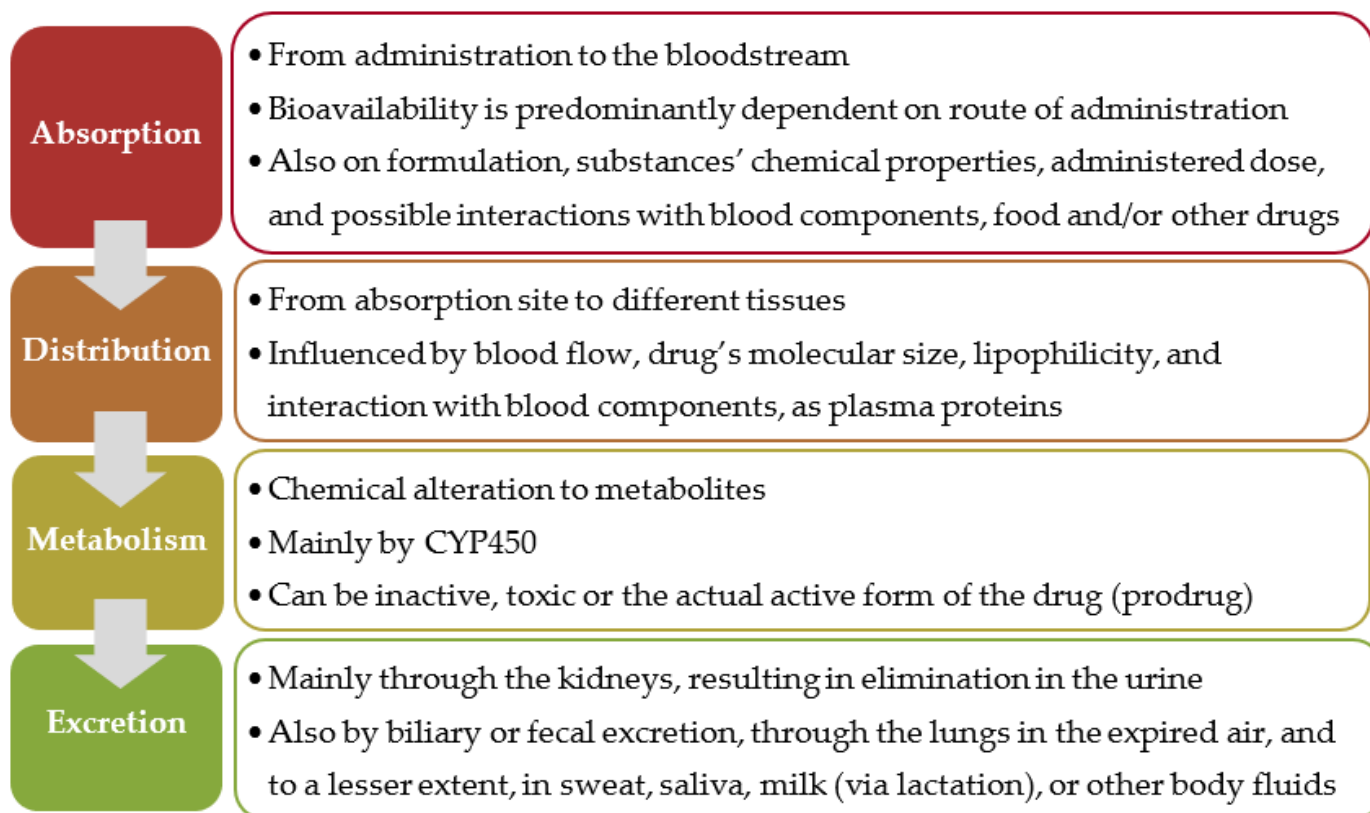 Absorption
• From administration to the bloodstream
• Bioavailability is predominantly dependent on route of administration
• Also on formulation, substances’ chemical properties, administered dose,
and possible interactions with blood components, food and/or other drugs
Distribution
• From absorption site to different tissues
• Influenced by blood flow, drug’s molecular size, lipophilicity, and
interaction with blood components, as plasma proteins
Metabolism
• Chemical alteration to metabolites
• Mainly by CYP450
• Can be inactive, toxic or the actual active form of the drug (prodrug)
Excretion
• Mainly through the kidneys, resulting in elimination in the urine
• Also by biliary or fecal excretion, through the lungs in the expired air, and
to a lesser extent, in sweat, saliva, milk (via lactation), or other body fluids